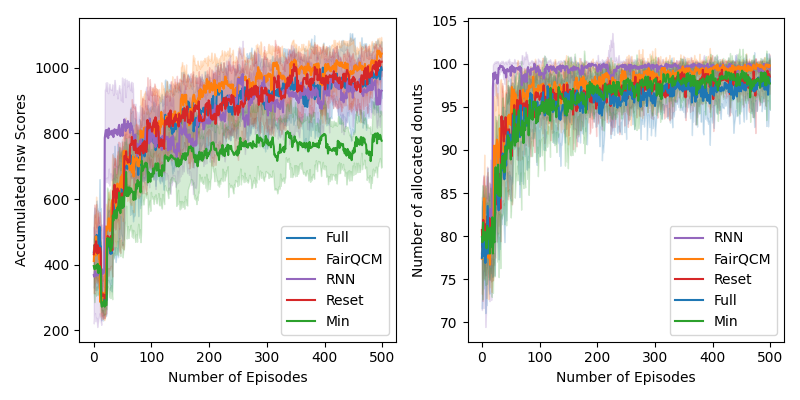 Accumulated nsw Scores
1000
800
600
400
200
0
100
200
300
400
500
Number of Episodes
Full
FairQCM
RNN
Reset
Min
Number of allocated donuts
105
100
95
90
85
80
75
70
0
100
200
300
400
500
Number of Episodes
RNN
FairQCM
Reset
Full
Min